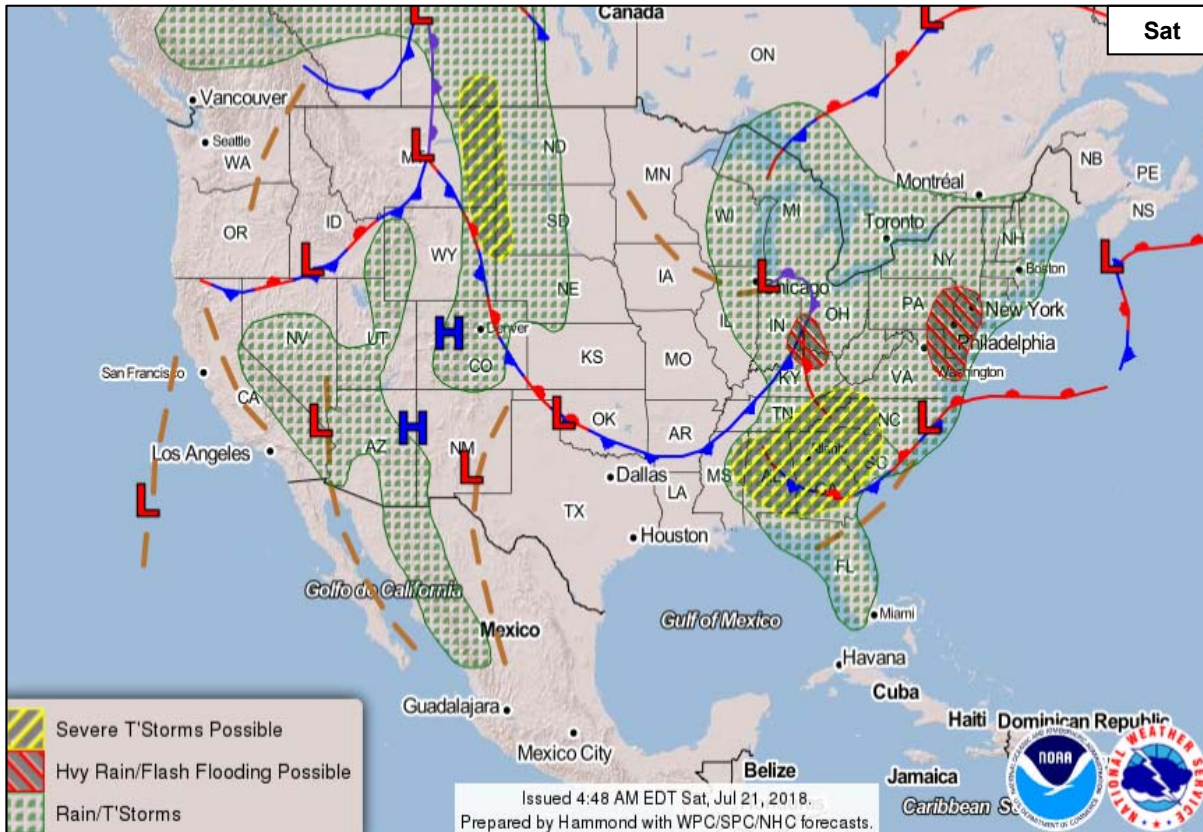 Canada
Sat
L
L
ON
Vancouver
Seattle
WA
L
ND
MN
NB
PE
NS
Montréal
OR
ID
SD
WI
MI
Toronto
NH
WY
NY
Boston
L
L
L
IA
NE
Chicago
PA
New York
NV
UT
H
Denver
IL
IN
OH
Philadelphia
San Francisco
CO
KS
MO
Washington
KY
VA
CA
L
AZ
H
NM
L
OK
TN
NC
L
AR
Los Angeles
L
Dallas
MS
AL
GA
SC
LA
L
TX
Houston
FL
Golfo de California
Mexico
Gulf of Mexico
Miami
Havana
Cuba
Guadalajara
Haiti
Dominican Republic
Mexico City
Belize
Jamaica
Caribbean
Severe T'Storms Possible
Hvy Rain/Flash Flooding Possible
Rain/T'Storms
Issued 4:48 AM EDT Sat, Jul 21, 2018.
Prepared by Hammond with WPC/SPC/NHC forecasts.
NOAA
NATIONAL WEATHER SERVICE